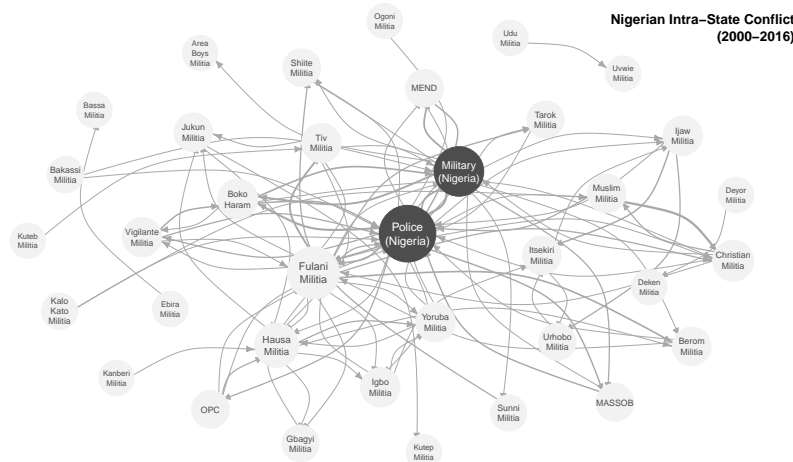 Nigerian Intra–State Conflict
(2000–2016)
Ogoni
Militia
Udu
Militia
Area
Boys
Militia
Shiite
Militia
Uvwie
Militia
MEND
Bassa
Militia
Jukun
Militia
Tiv
Militia
Tarok
Militia
Ijaw
Militia
Military
(Nigeria)
Bakassi
Militia
Boko
Haram
Muslim
Militia
Deyor
Militia
Kuteb
Militia
Vigilante
Militia
Police
(Nigeria)
Fulani
Militia
Itsekiri
Militia
Christian
Militia
Deken
Militia
Kalo
Kato
Militia
Ebira
Militia
Yoruba
Militia
Hausa
Militia
Urhobo
Militia
Berom
Militia
Kanberi
Militia
Igbo
Militia
OPC
Sunni
Militia
MASSOB
Gbagyi
Militia
Kutep
Militia